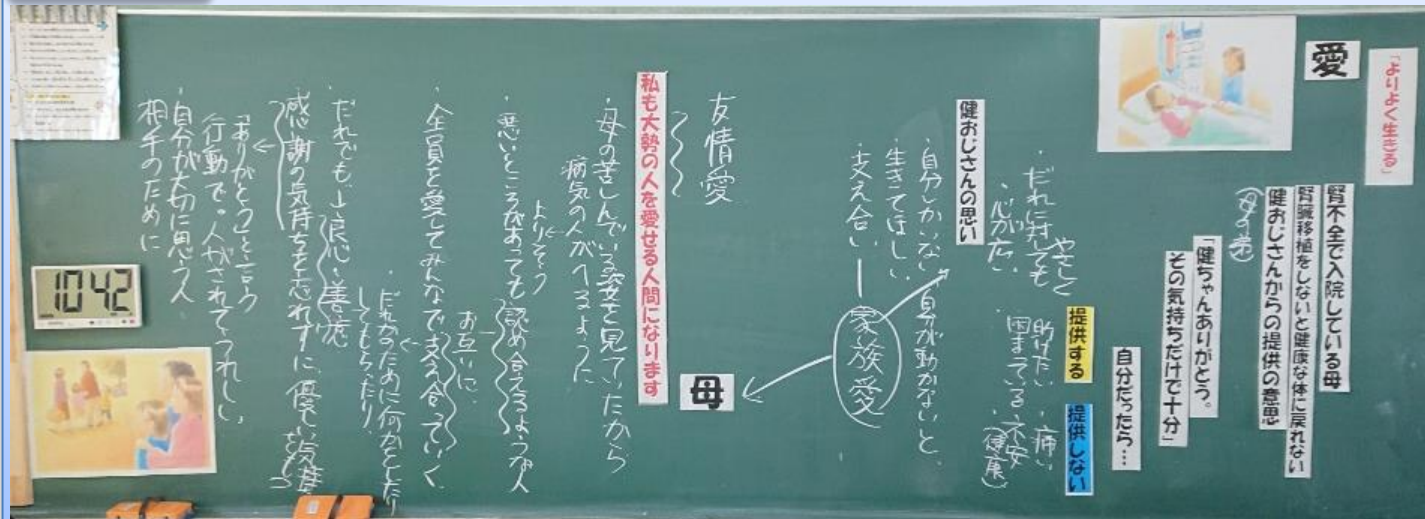 「よりよく生きる」
愛
腎不全で入院している母
腎臓移植をしないと健康な体に戻れない
健おじさんからの提供の意思
(母の弟)
「健ちゃんありがとう。
その気持ちだけで十分」
自分だったら…
提供する
提供しない
・だれに対しても
やさしく
・心が広い
助けたい
困まっている
・痛い
不安
(健康)
健おじさんの思い
・自分しかいない 自分が動かないと、
生きてほしい
・支え合い
家族愛
母
友情愛
私も大勢の人を愛せる人間になります
・母の苦しんでいる姿を見ていたから
病気の人がへるように
よりそう
・悪いところがあっても認め合えるような人
お互いに
全員を愛してみんなで支え合っていく
だれかのために何かをしたり
してもらったり
・だれでも 良心・善意
感謝の気持ちを忘れずに、優しい気持ち
「ありがとう」と言う
行動で。人がされてうれしい、
・自分が大切に思う人
相手のために
10:42